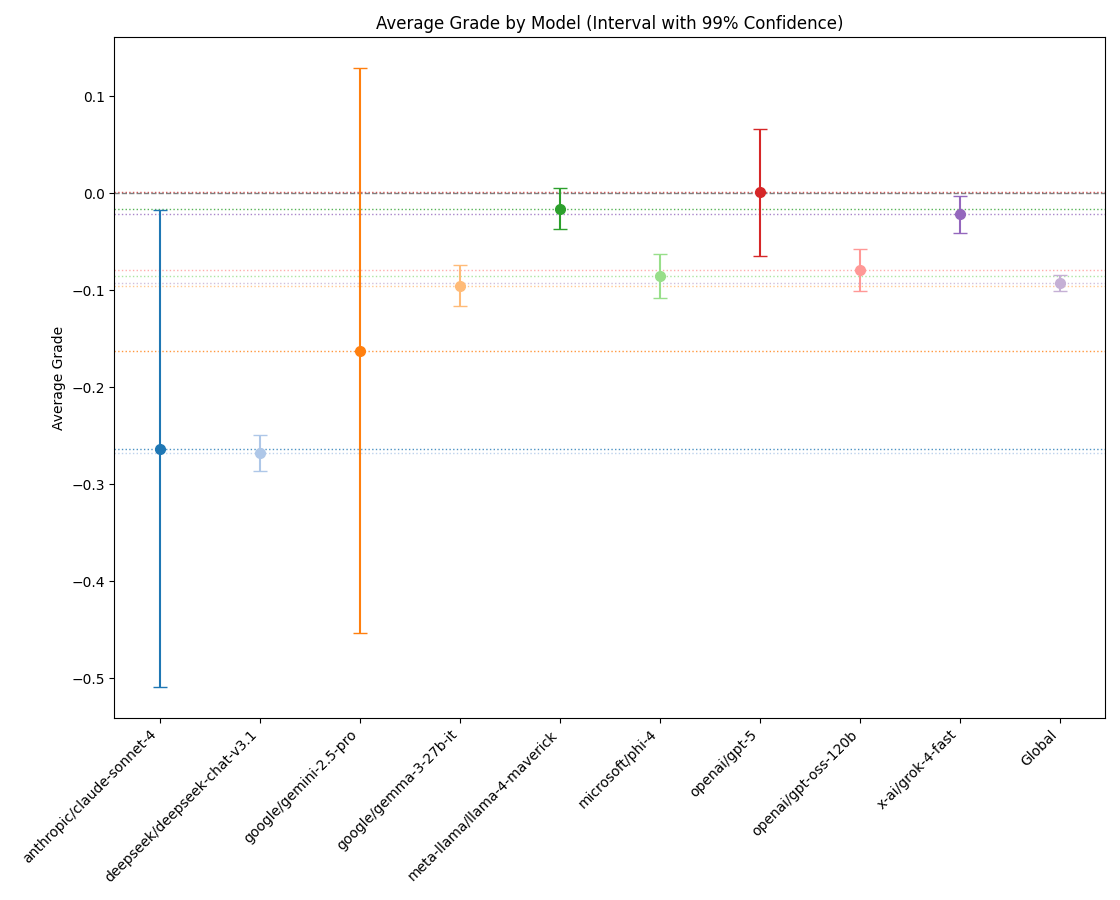 Average Grade by Model (Interval with 99% Confidence)
Average Grade
0.1
0.0
−0.1
−0.2
−0.3
−0.4
−0.5
anthropic/claude-sonnet-4
deepseek/deepseek-chat-v3.1
google/gemini-2.5-pro
google/gemma-3-27b-it
meta-llama/llama-4-maverick
microsoft/phi-4
openai/gpt-5
openai/gpt-oss-120b
x-ai/grok-4-fast
Global